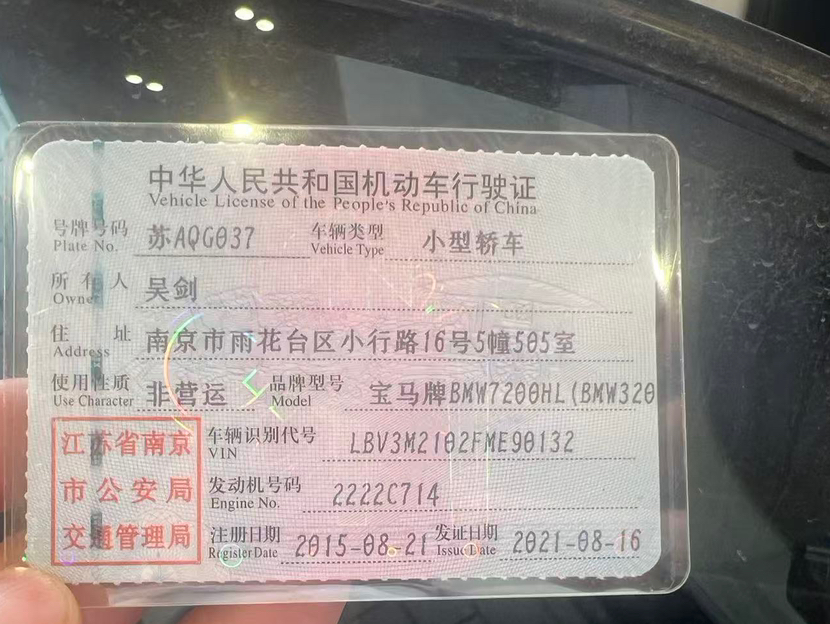 中华人民共和国机动车行驶证
Vehicle License of the People's Republic of China
号牌号码 苏AQG037 车辆类型 小型轿车
Plate No. Vehicle Type
所有人 吴剑
Owner
住址 南京市雨花台区小行路16号5幢505室
Address
使用性质 非营运 品牌型号 宝马牌BMW7200HL(BMW320
Use Character Model
江苏省南京 车辆识别代号 LBV3M2102FME90132
VIN
市公安局 发动机号码 2222C714
Engine No.
交通管理局 注册日期 2015-08-21 发证日期 2021-08-16
Register Date Issue Date